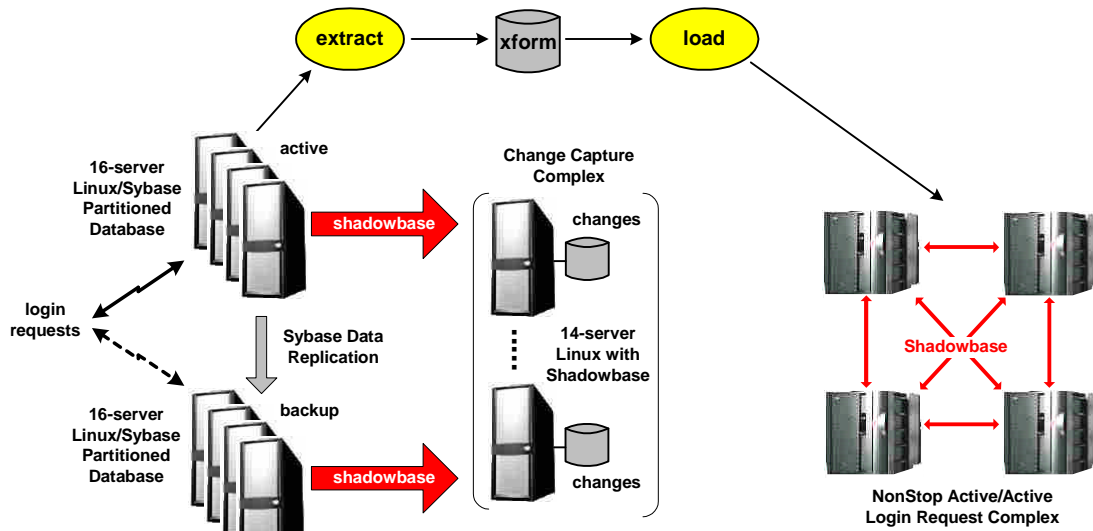 extract
xform
load
active
16-server
Linux/Sybase
Partitioned
Database
shadowbase
Change Capture
Complex
changes
login
requests
Sybase Data
Replication
14-server
Linux with
Shadowbase
Shadowbase
backup
16-server
Linux/Sybase
Partitioned
Database
shadowbase
changes
NonStop Active/Active
Login Request Complex